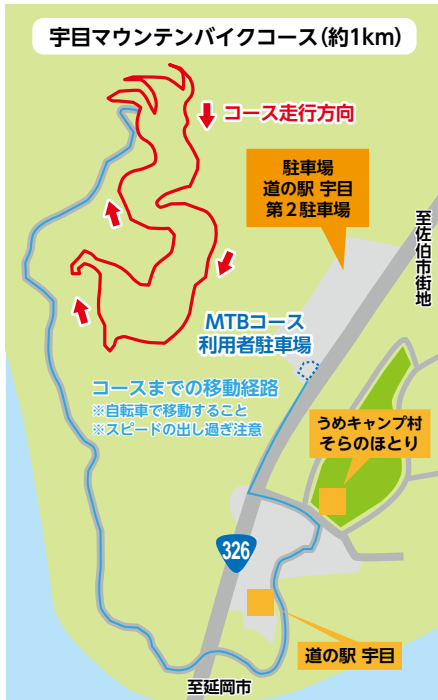 宇目マウンテンバイクコース(約1km)
コース走行方向
駐車場
道の駅 宇目
第2駐車場
至佐伯市街地
MTBコース
利用者駐車場
コースまでの移動経路
※自転車で移動すること
※スピードの出し過ぎ注意
うめキャンプ村
そらのほとり
326
道の駅 宇目
至延岡市